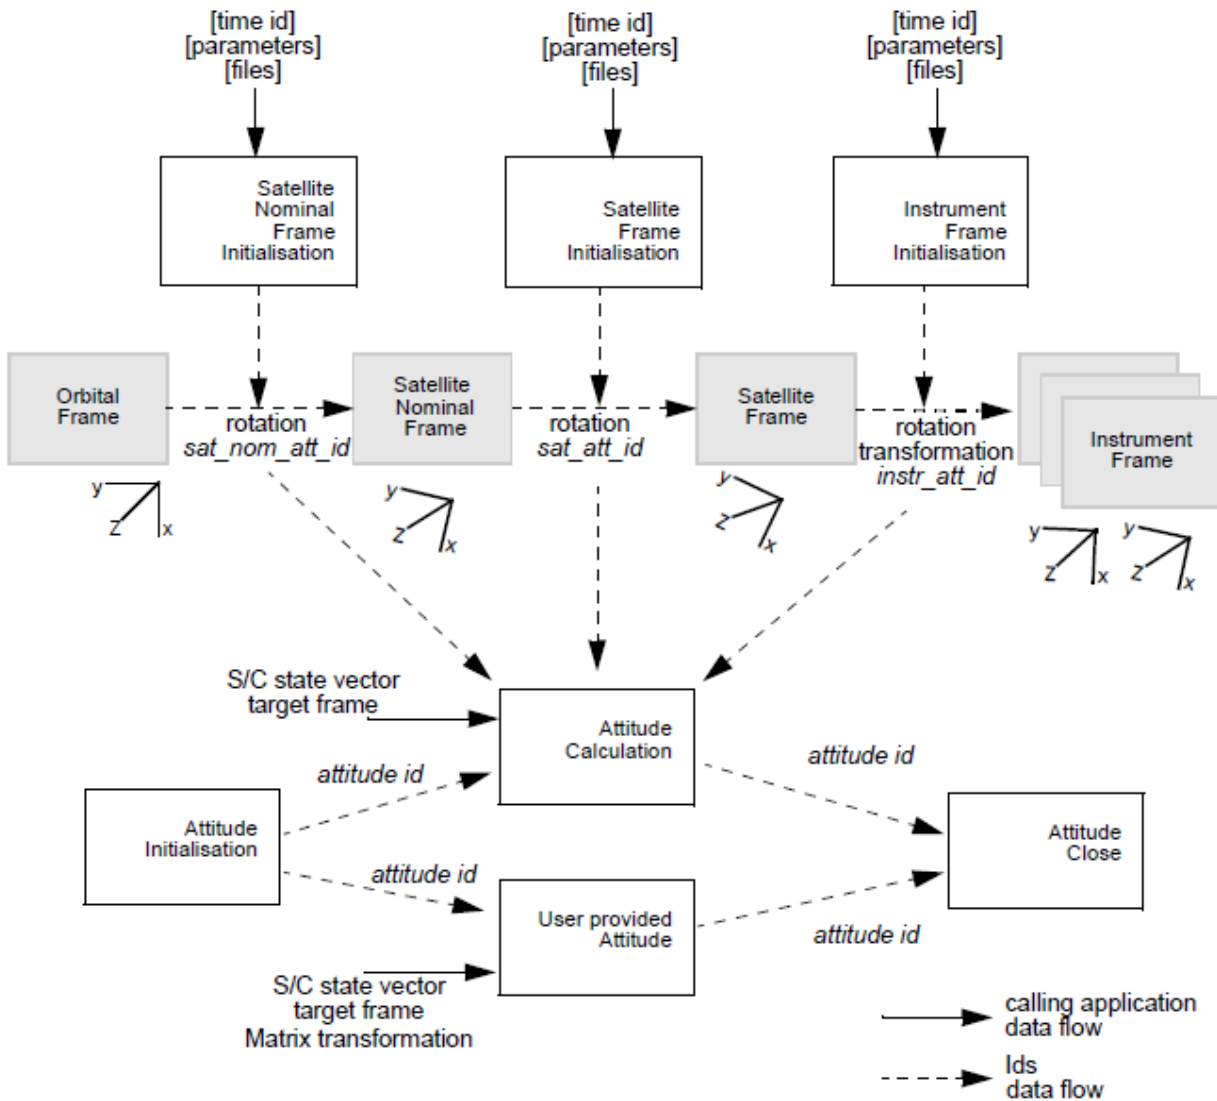 [time id]
[parameters]
[files]
[time id]
[parameters]
[files]
[time id]
[parameters]
[files]
Satellite
Nominal
Frame
Initialisation
Satellite
Frame
Initialisation
Instrument
Frame
Initialisation
Orbital
Frame
rotation
sat_nom_att_id
Satellite
Nominal
Frame
rotation
sat_att_id
Satellite
Frame
rotation
transformation
instr_att_id
Instrument
Frame
y
Z
x
y
Z
x
y
Z
x
y
Z
x
y
Z
x
S/C state vector
target frame
Attitude
Calculation
attitude id
attitude id
Attitude
Initialisation
Attitude
Close
attitude id
User provided
Attitude
attitude id
S/C state vector
target frame
Matrix transformation
calling application
data flow
Ids
data flow